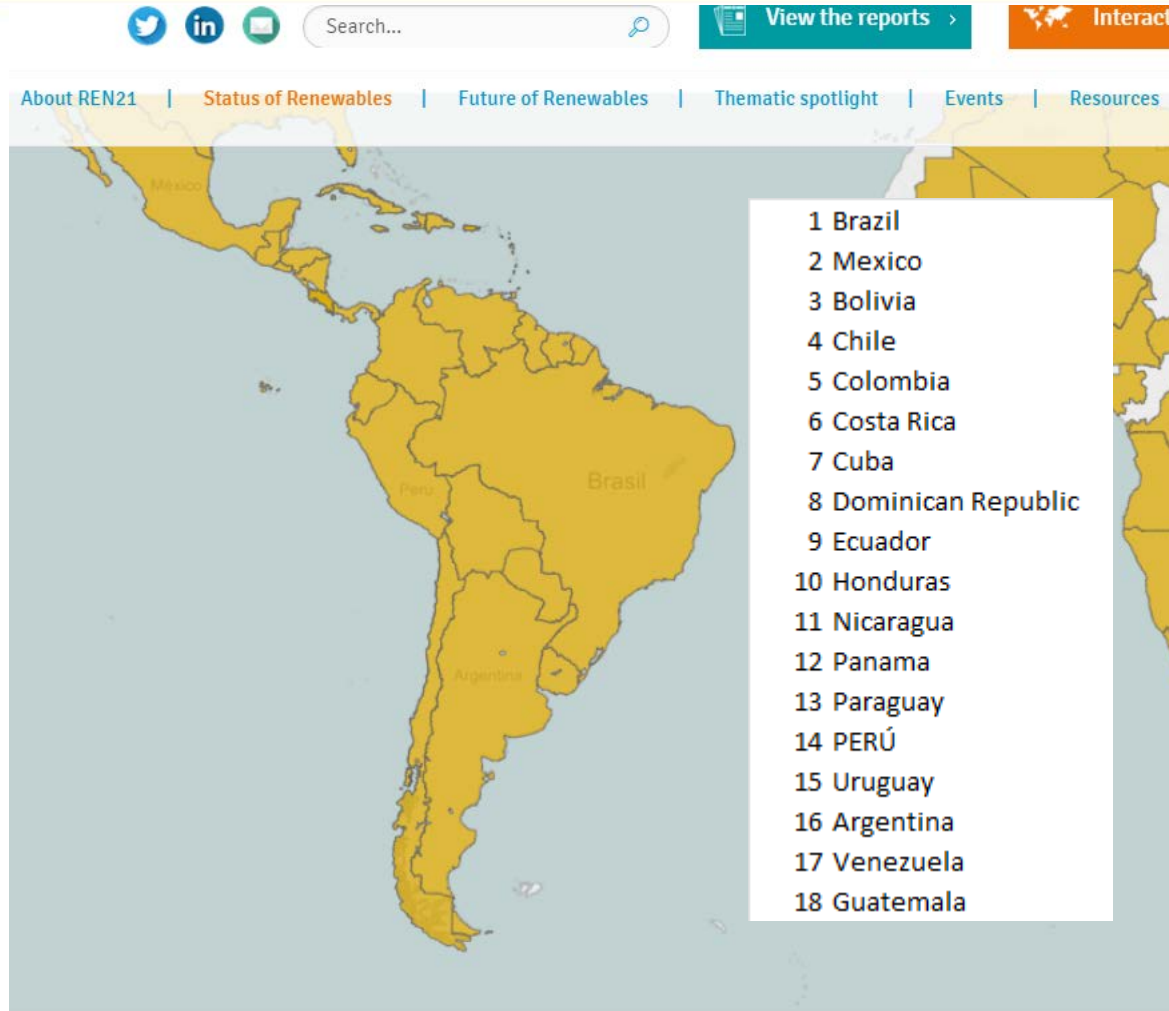 Search...
View the reports >
Interact
About REN21 | Status of Renewables | Future of Renewables | Thematic spotlight | Events | Resources
México
Brasil
Peru
Argentina
1 Brazil
2 Mexico
3 Bolivia
4 Chile
5 Colombia
6 Costa Rica
7 Cuba
8 Dominican Republic
9 Ecuador
10 Honduras
11 Nicaragua
12 Panama
13 Paraguay
14 PERÚ
15 Uruguay
16 Argentina
17 Venezuela
18 Guatemala